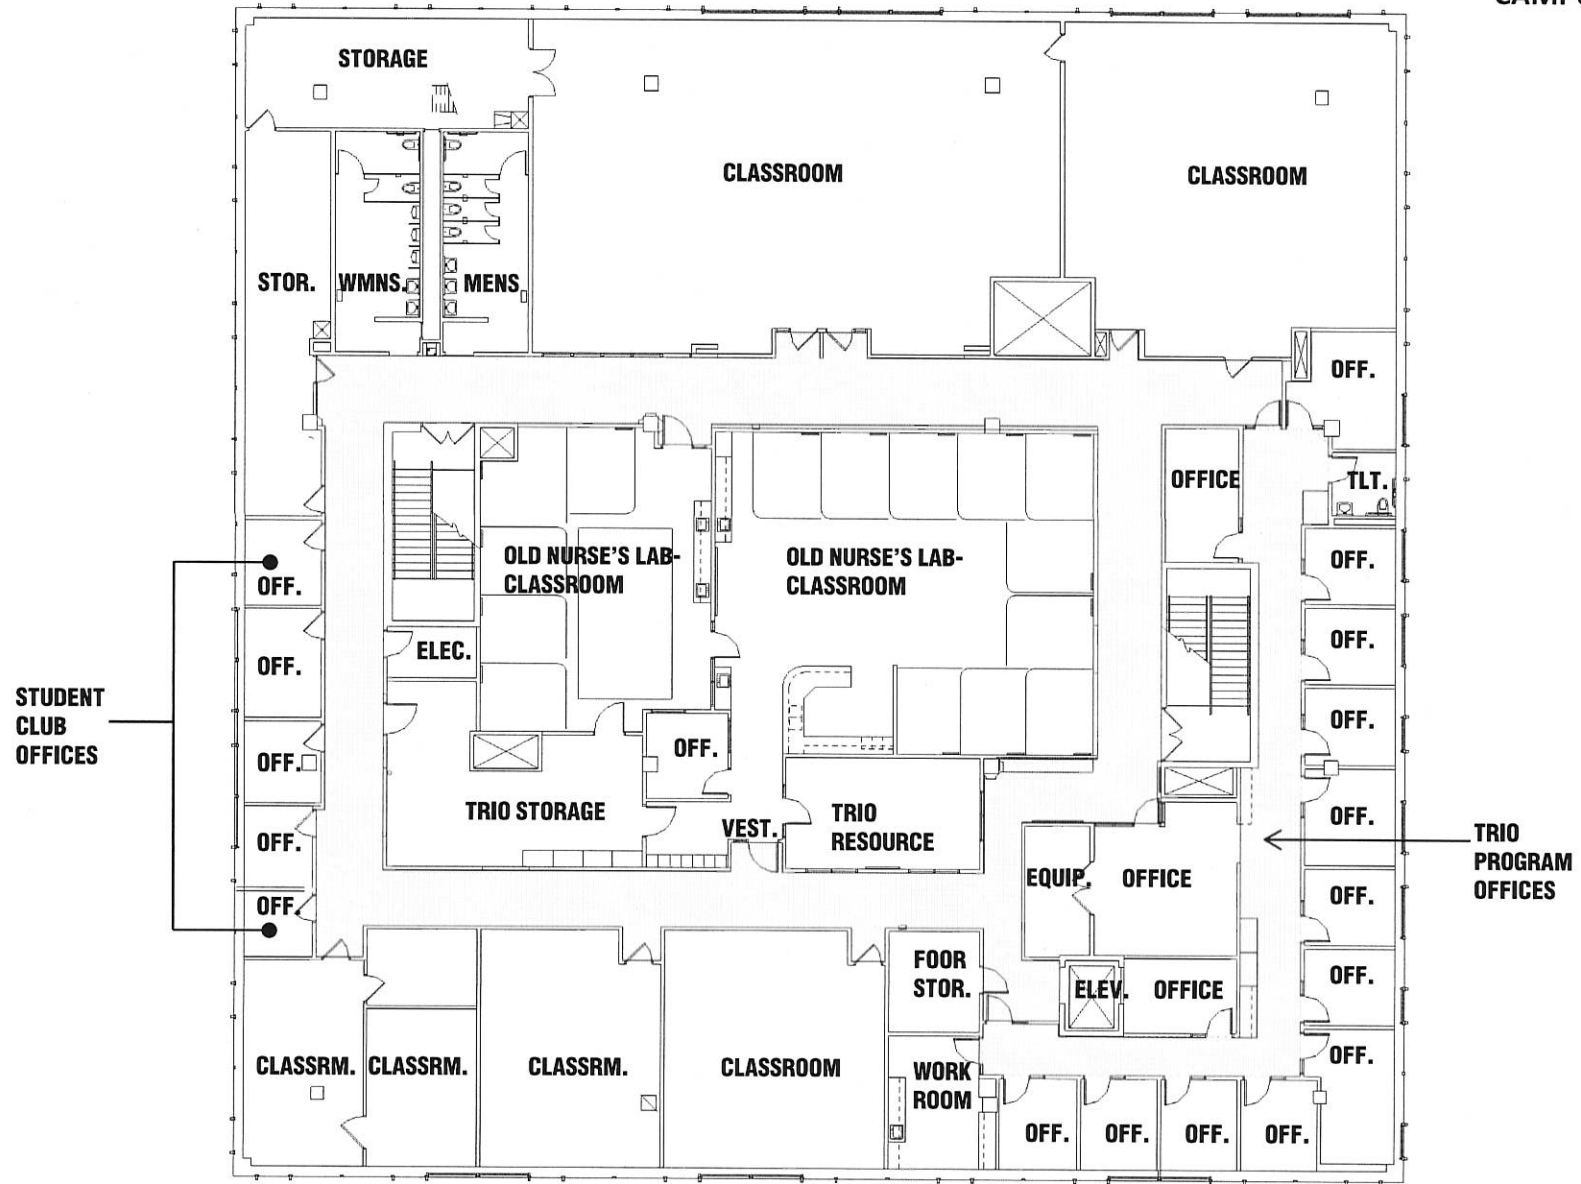 STORAGE
CLASSROOM
CLASSROOM
STOR.
WMNS.
MENS
OFF.
OFFICE
TLT.
OLD NURSE'S LAB-
CLASSROOM
OLD NURSE'S LAB-
CLASSROOM
OFF.
OFF.
ELEC.
OFF.
OFF.
STUDENT
CLUB
OFFICES
OFF.
OFF.
OFF.
TRIO STORAGE
VEST.
TRIO
RESOURCE
OFF.
OFF.
TRIO
PROGRAM
OFFICES
EQUIP.
OFFICE
OFF.
OFF.
FOOR
STOR.
ELEV.
OFFICE
OFF.
CLASSRM.
CLASSRM.
CLASSRM.
CLASSROOM
WORK
ROOM
OFF.
OFF.
OFF.
OFF.
OFF.